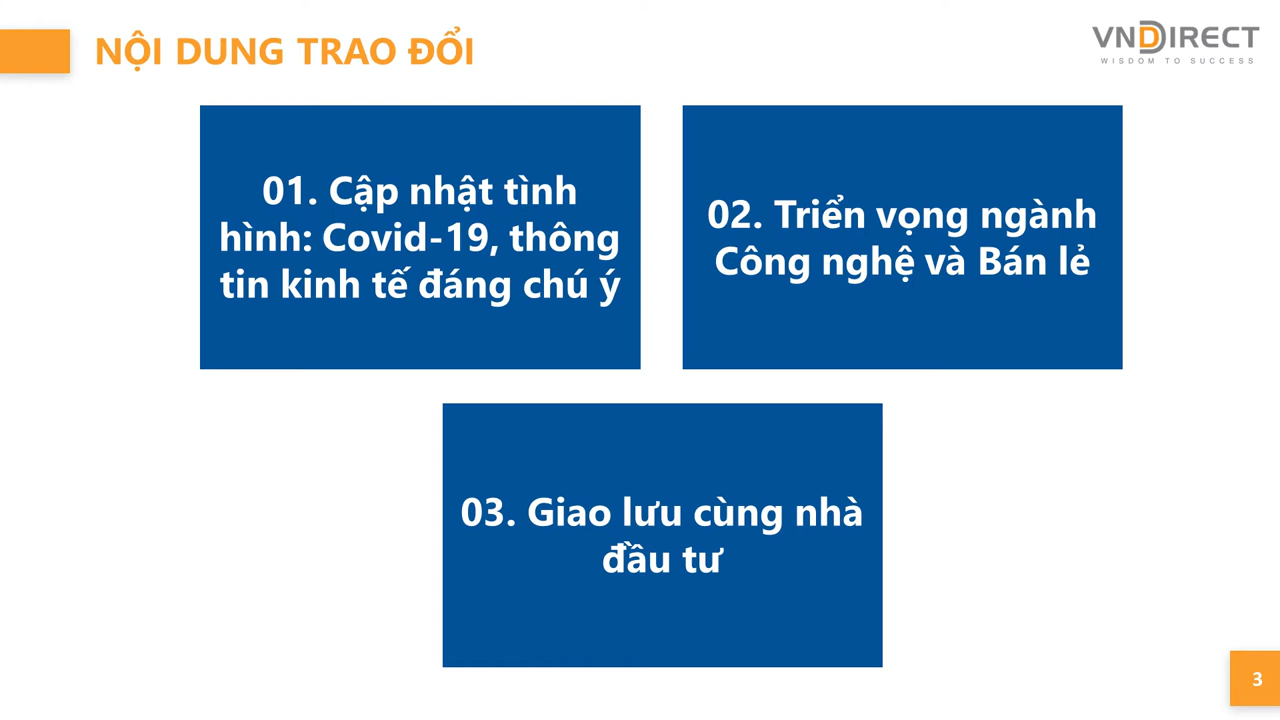 NỘI DUNG TRAO ĐỔI
VNDIRECT
WISDOM TO SUCCESS
01. Cập nhật tình
hình: Covid-19, thông
tin kinh tế đáng chú ý
02. Triển vọng ngành
Công nghệ và Bán lẻ
03. Giao lưu cùng nhà
đầu tư
3